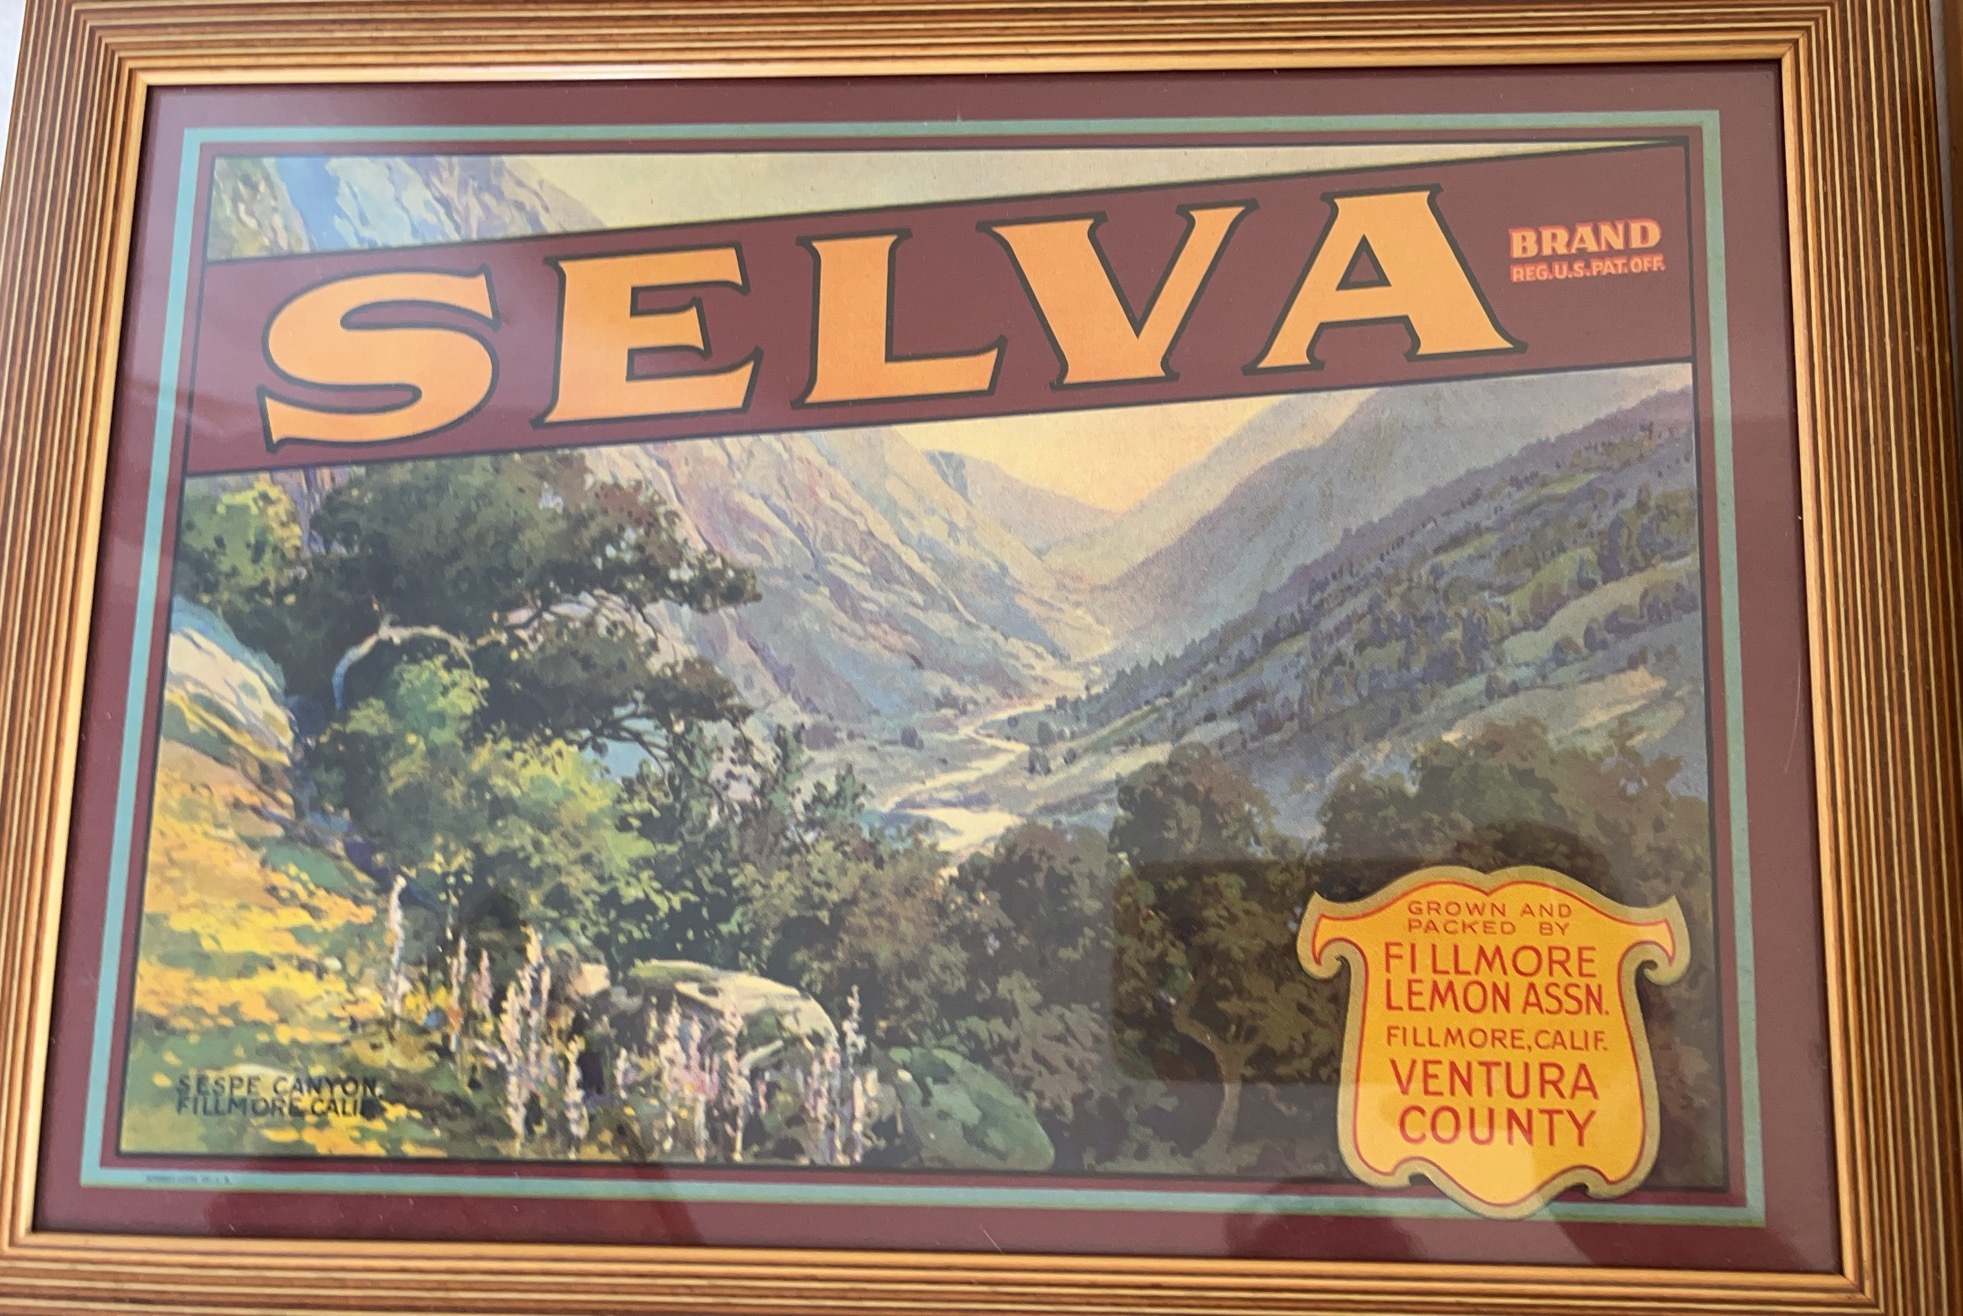 SELVA
BRAND
REG.U.S.PAT.OFF.
GROWN AND
PACKED BY
FILLMORE
LEMON ASSN.
FILLMORE, CALIF.
VENTURA
COUNTY
SESPE CANYON,
FILLMORE, CALIF.